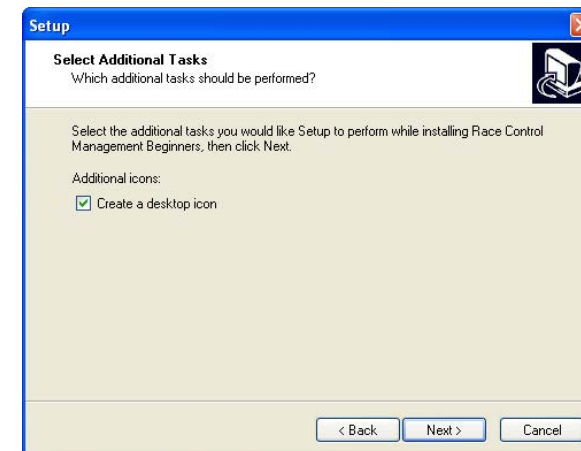 Setup
Select Additional Tasks
Which additional tasks should be performed?
Select the additional tasks you would like Setup to perform while installing Race Control
Management Beginners, then click Next.
Additional icons:
Create a desktop icon
< Back Next > Cancel